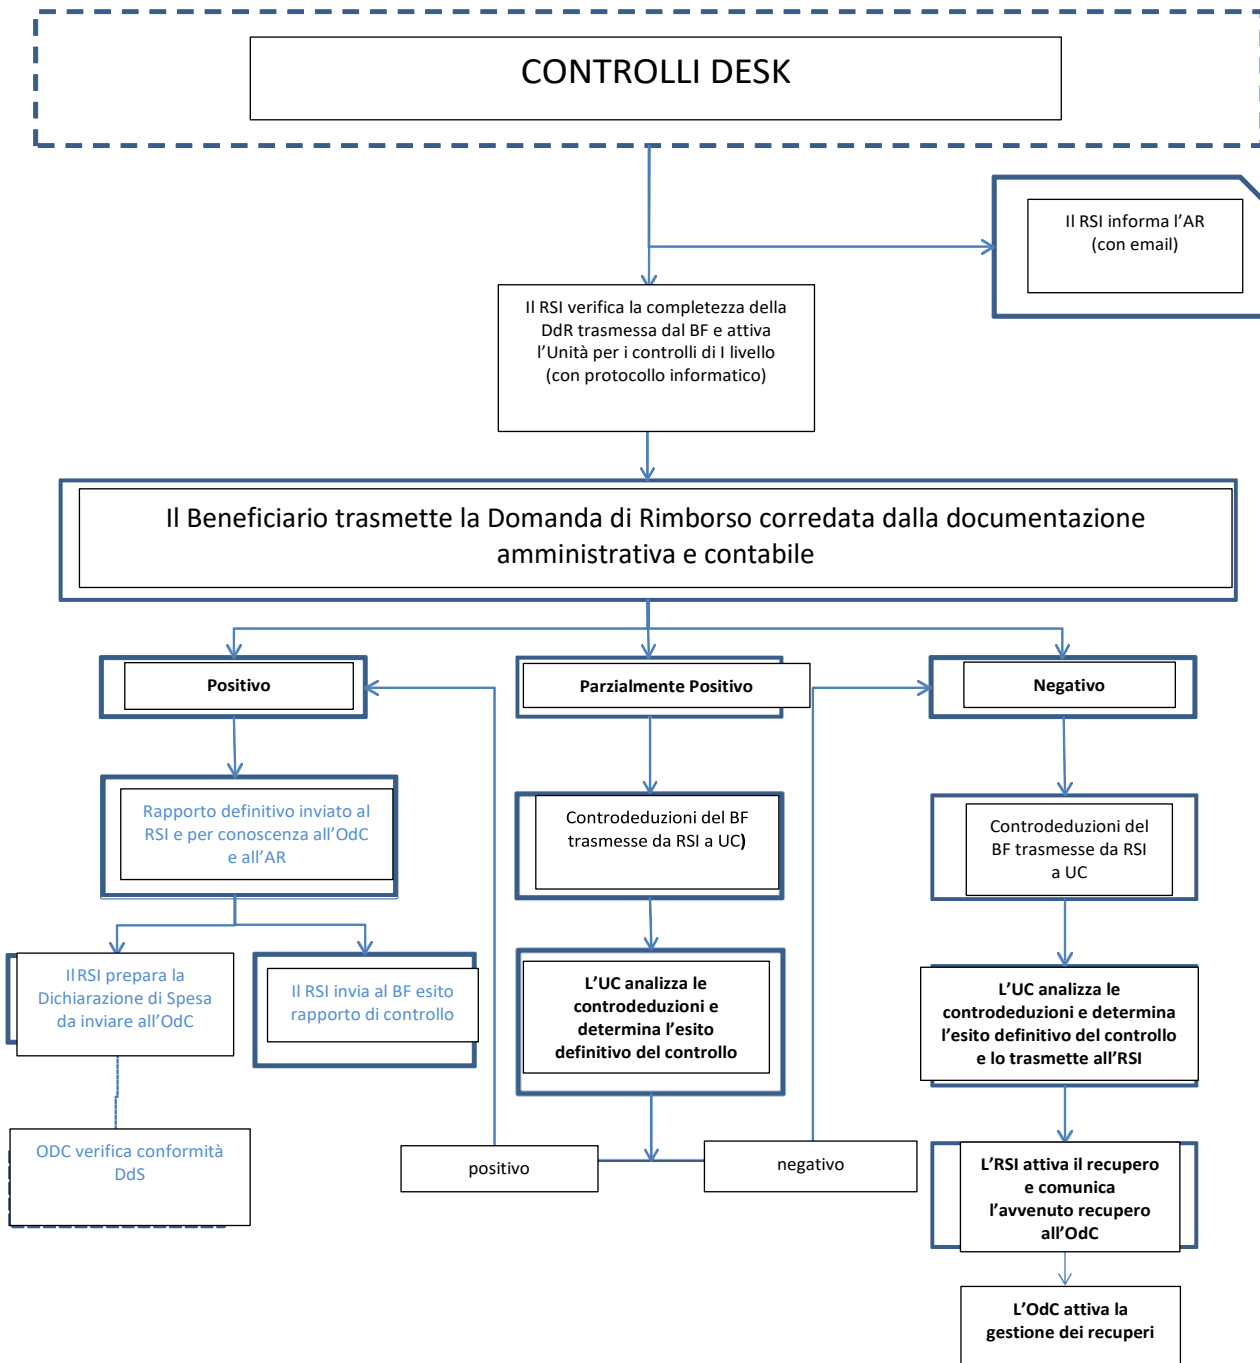 CONTROLLI DESK
Il RSI informa l’AR
(con email)
Il RSI verifica la completezza della
DdR trasmessa dal BF e attiva
l’Unità per i controlli di I livello
(con protocollo informatico)
Il Beneficiario trasmette la Domanda di Rimborso corredata dalla documentazione
amministrativa e contabile
Positivo
Parzialmente Positivo
Negativo
Rapporto definitivo inviato al
RSI e per conoscenza all’OdC
e all’AR
Controdeduzioni del BF
trasmesse da RSI a UC)
Controdeduzioni del
BF trasmesse da RSI
a UC
Il RSI prepara la
Dichiarazione di Spesa
da inviare all’OdC
Il RSI invia al BF esito
rapporto di controllo
L’UC analizza le
controdeduzioni e
determina l’esito
definitivo del controllo
L’UC analizza le
controdeduzioni e determina
l’esito definitivo del controllo
e lo trasmette all’RSI
ODC verifica conformità
DdS
positivo
negativo
L’RSI attiva il recupero
e comunica
l’avvenuto recupero
all’OdC
L’OdC attiva la
gestione dei recuperi